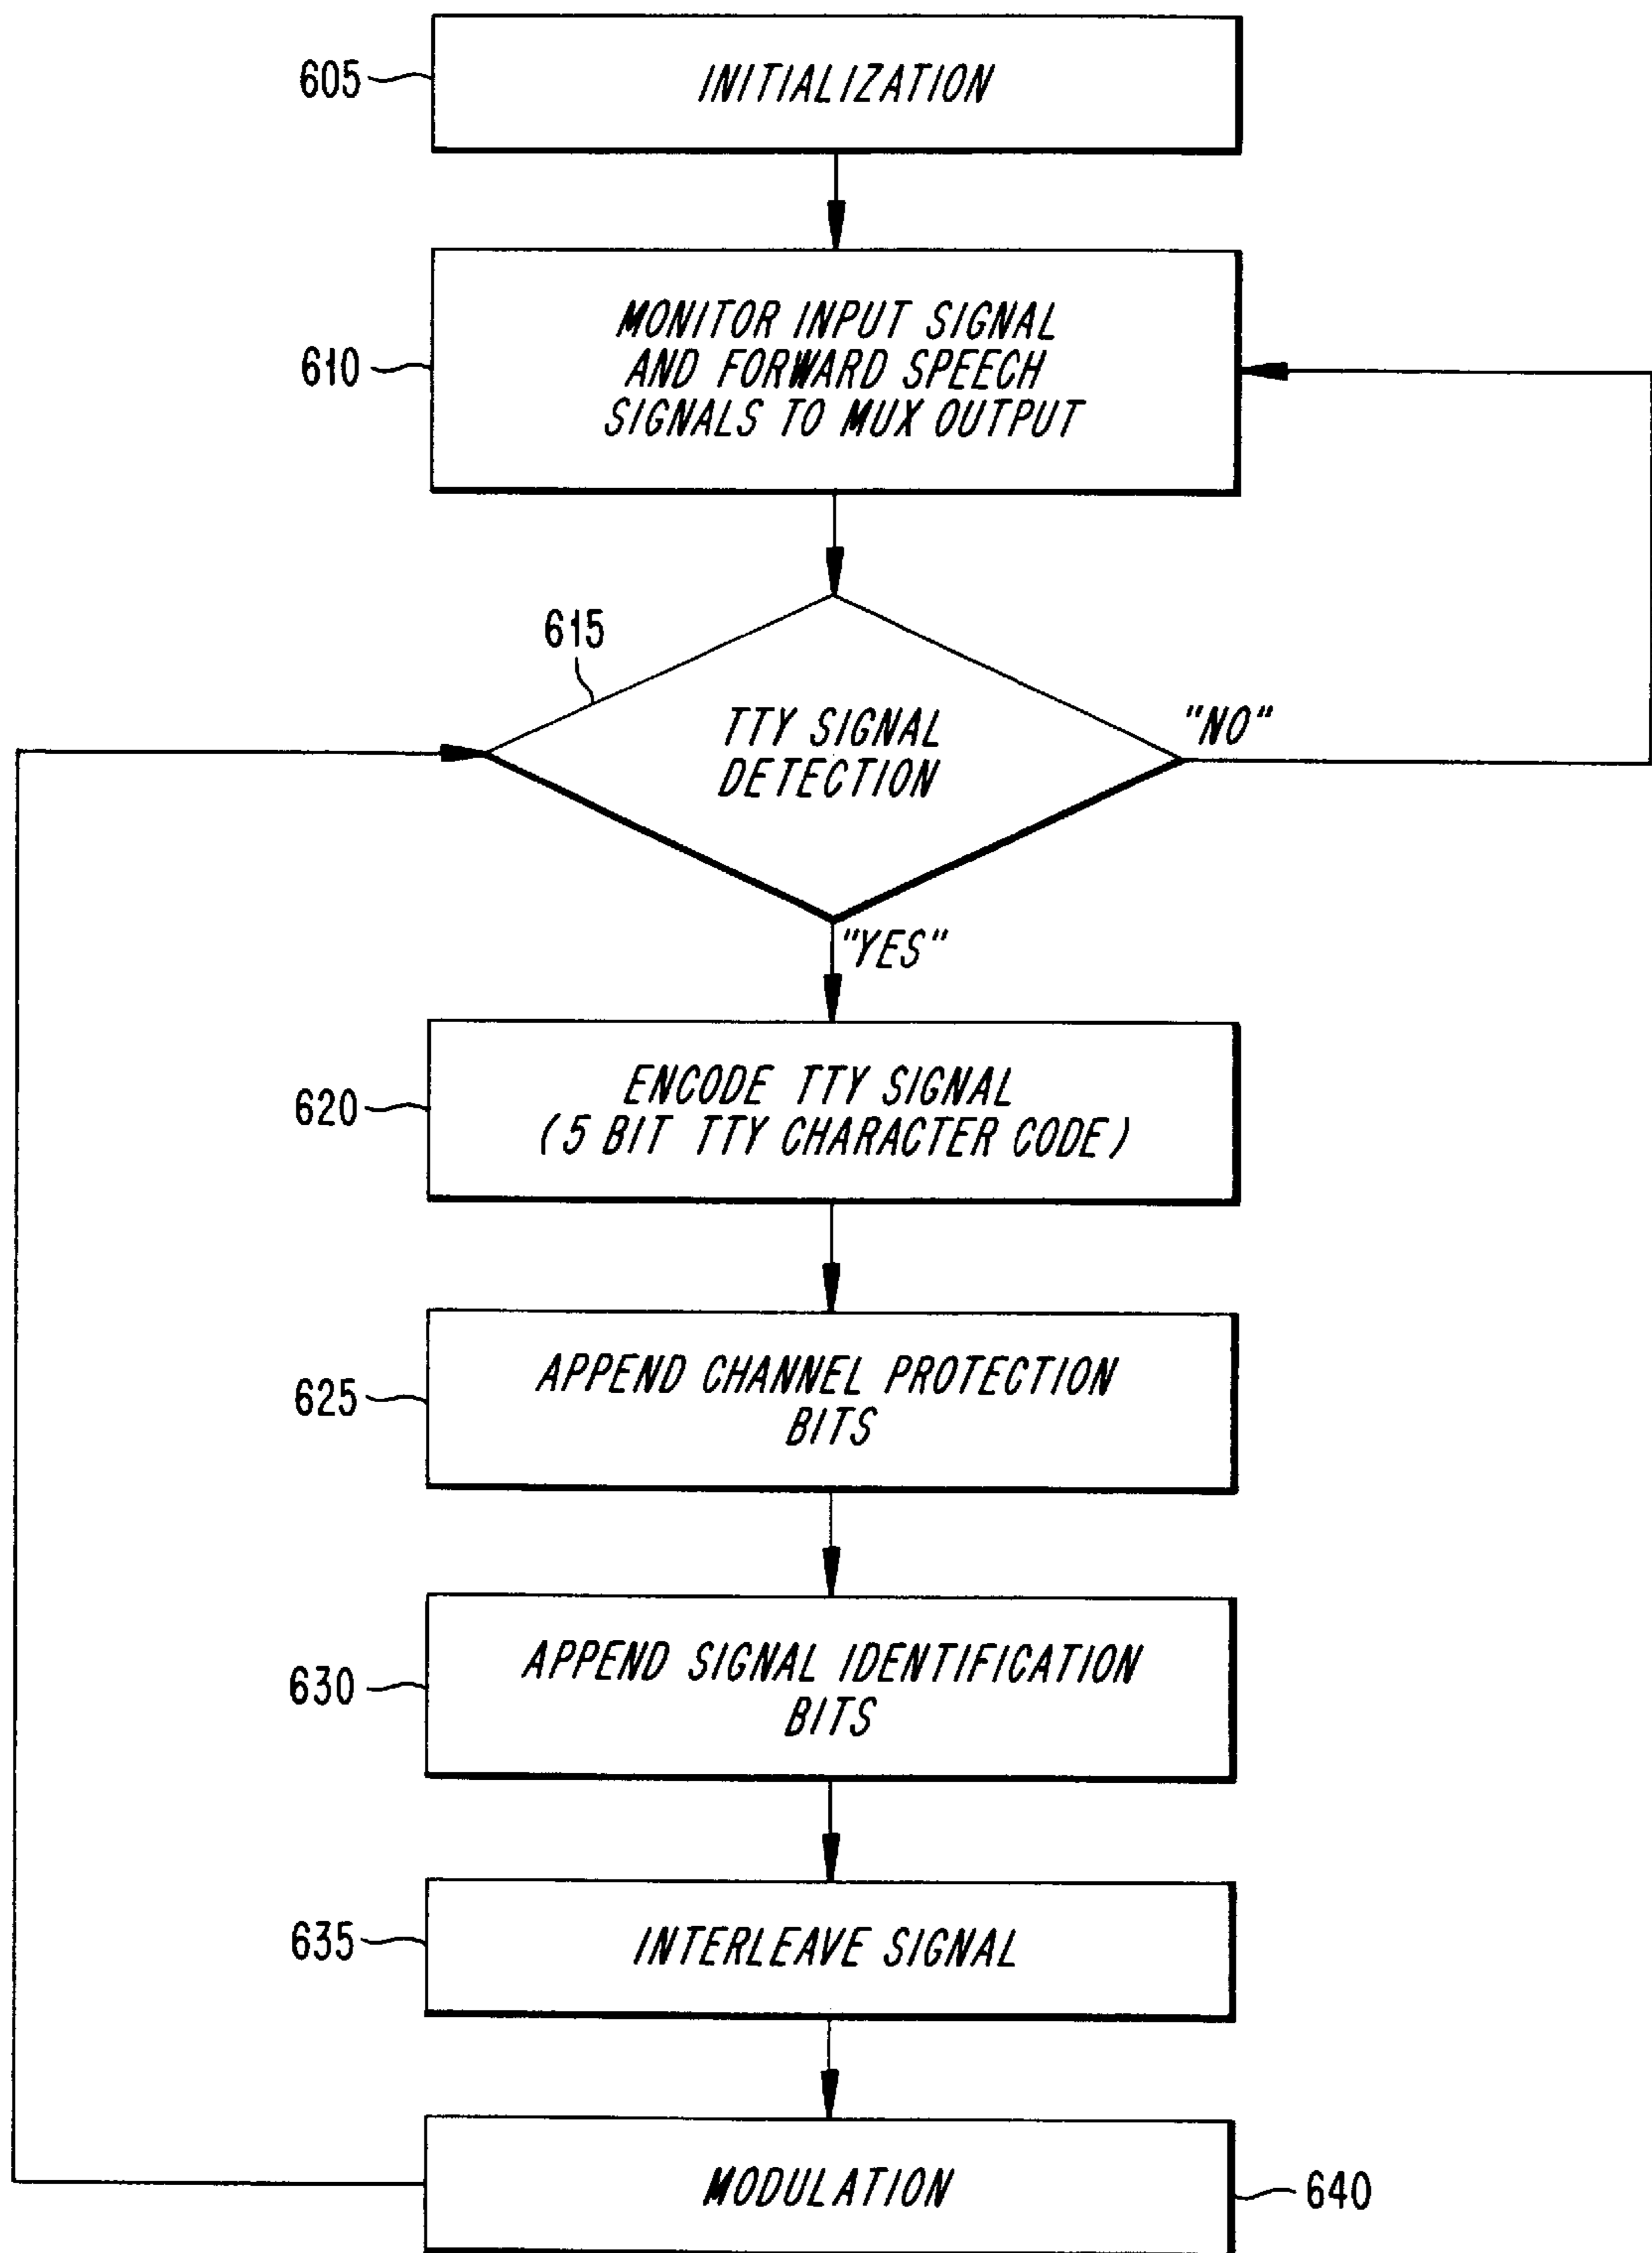 605
INITIALIZATION
610
MONITOR INPUT SIGNAL
AND FORWARD SPEECH
SIGNALS TO MUX OUTPUT
615
TTY SIGNAL
DETECTION
"NO"
"YES"
620
ENCODE TTY SIGNAL
(5 BIT TTY CHARACTER CODE)
625
APPEND CHANNEL PROTECTION
BITS
630
APPEND SIGNAL IDENTIFICATION
BITS
635
INTERLEAVE SIGNAL
MODULATION
640